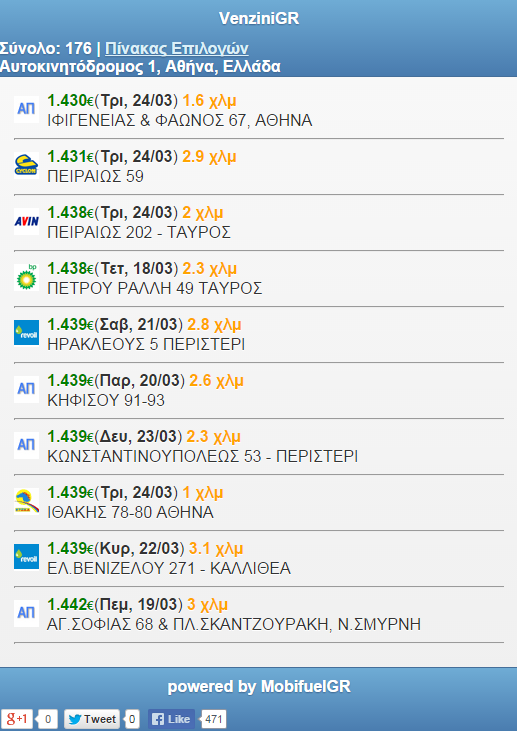 VenziniGR
Σύνολο: 176 | Πίνακας Επιλογών
Αυτοκινητόδρομος 1, Αθήνα, Ελλάδα
ΑΠ
1.430€(Τρι, 24/03) 1.6 χλμ
ΙΦΙΓΕΝΕΙΑΣ & ΦΑΩΝΟΣ 67, ΑΘΗΝΑ
CYCLON
1.431€(Τρι, 24/03) 2.9 χλμ
ΠΕΙΡΑΙΩΣ 59
AVIN
1.438€(Τρι, 24/03) 2 χλμ
ΠΕΙΡΑΙΩΣ 202 - ΤΑΥΡΟΣ
bp
1.438€(Τετ, 18/03) 2.3 χλμ
ΠΕΤΡΟΥ ΡΑΛΛΗ 49 ΤΑΥΡΟΣ
revoil
1.439€(Σαβ, 21/03) 2.8 χλμ
ΗΡΑΚΛΕΟΥΣ 5 ΠΕΡΙΣΤΕΡΙ
ΑΠ
1.439€(Παρ, 20/03) 2.6 χλμ
ΚΗΦΙΣΟΥ 91-93
ΑΠ
1.439€(Δευ, 23/03) 2.3 χλμ
ΚΩΝΣΤΑΝΤΙΝΟΥΠΟΛΕΩΣ 53 - ΠΕΡΙΣΤΕΡΙ
1.439€(Τρι, 24/03) 1 χλμ
ΙΘΑΚΗΣ 78-80 ΑΘΗΝΑ
revoil
1.439€(Κυρ, 22/03) 3.1 χλμ
ΕΛ.ΒΕΝΙΖΕΛΟΥ 271 - ΚΑΛΛΙΘΕΑ
ΑΠ
1.442€(Πεμ, 19/03) 3 χλμ
ΑΓ.ΣΟΦΙΑΣ 68 & ΠΛ.ΣΚΑΝΤΖΟΥΡΑΚΗ, Ν.ΣΜΥΡΝΗ
powered by MobifuelGR
g+1 0 Tweet 0 Like 471